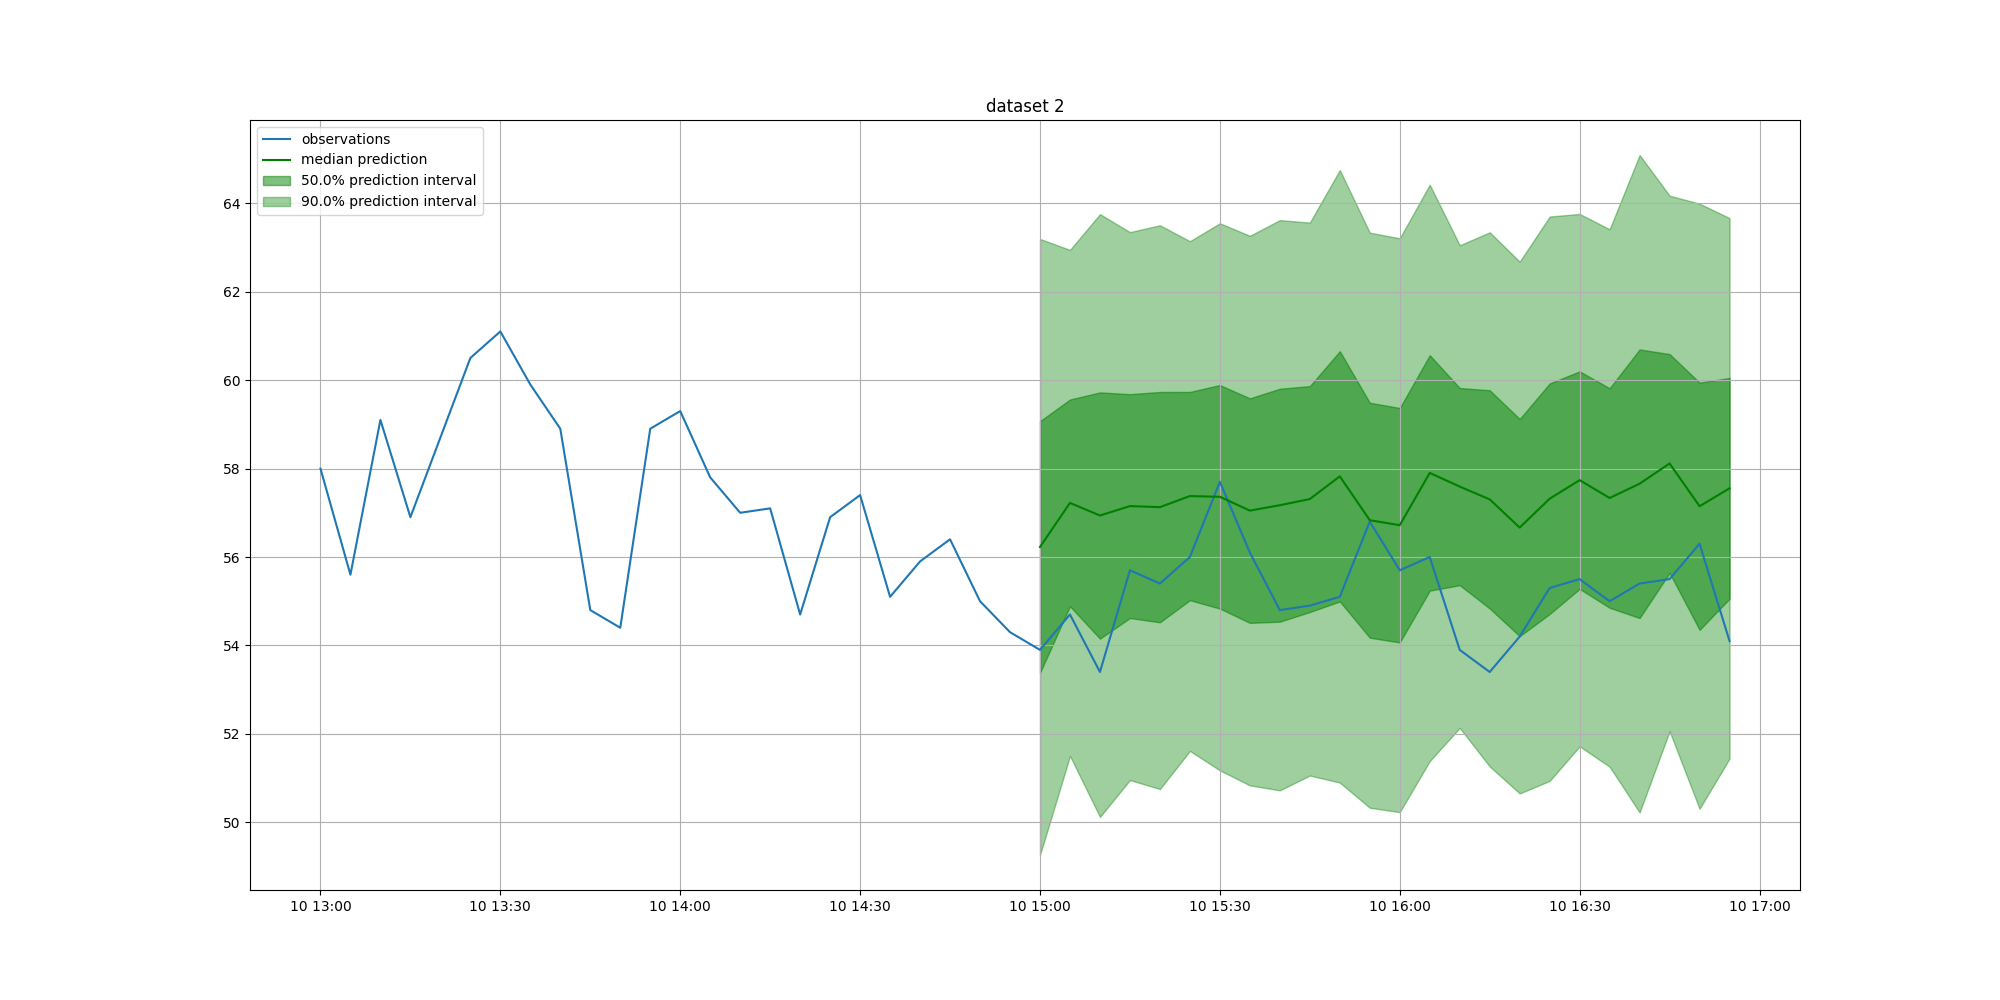 dataset 2
observations
median prediction
50.0% prediction interval
90.0% prediction interval
64
62
60
58
56
54
52
50
10 13:00 10 13:30 10 14:00 10 14:30 10 15:00 10 15:30 10 16:00 10 16:30 10 17:00